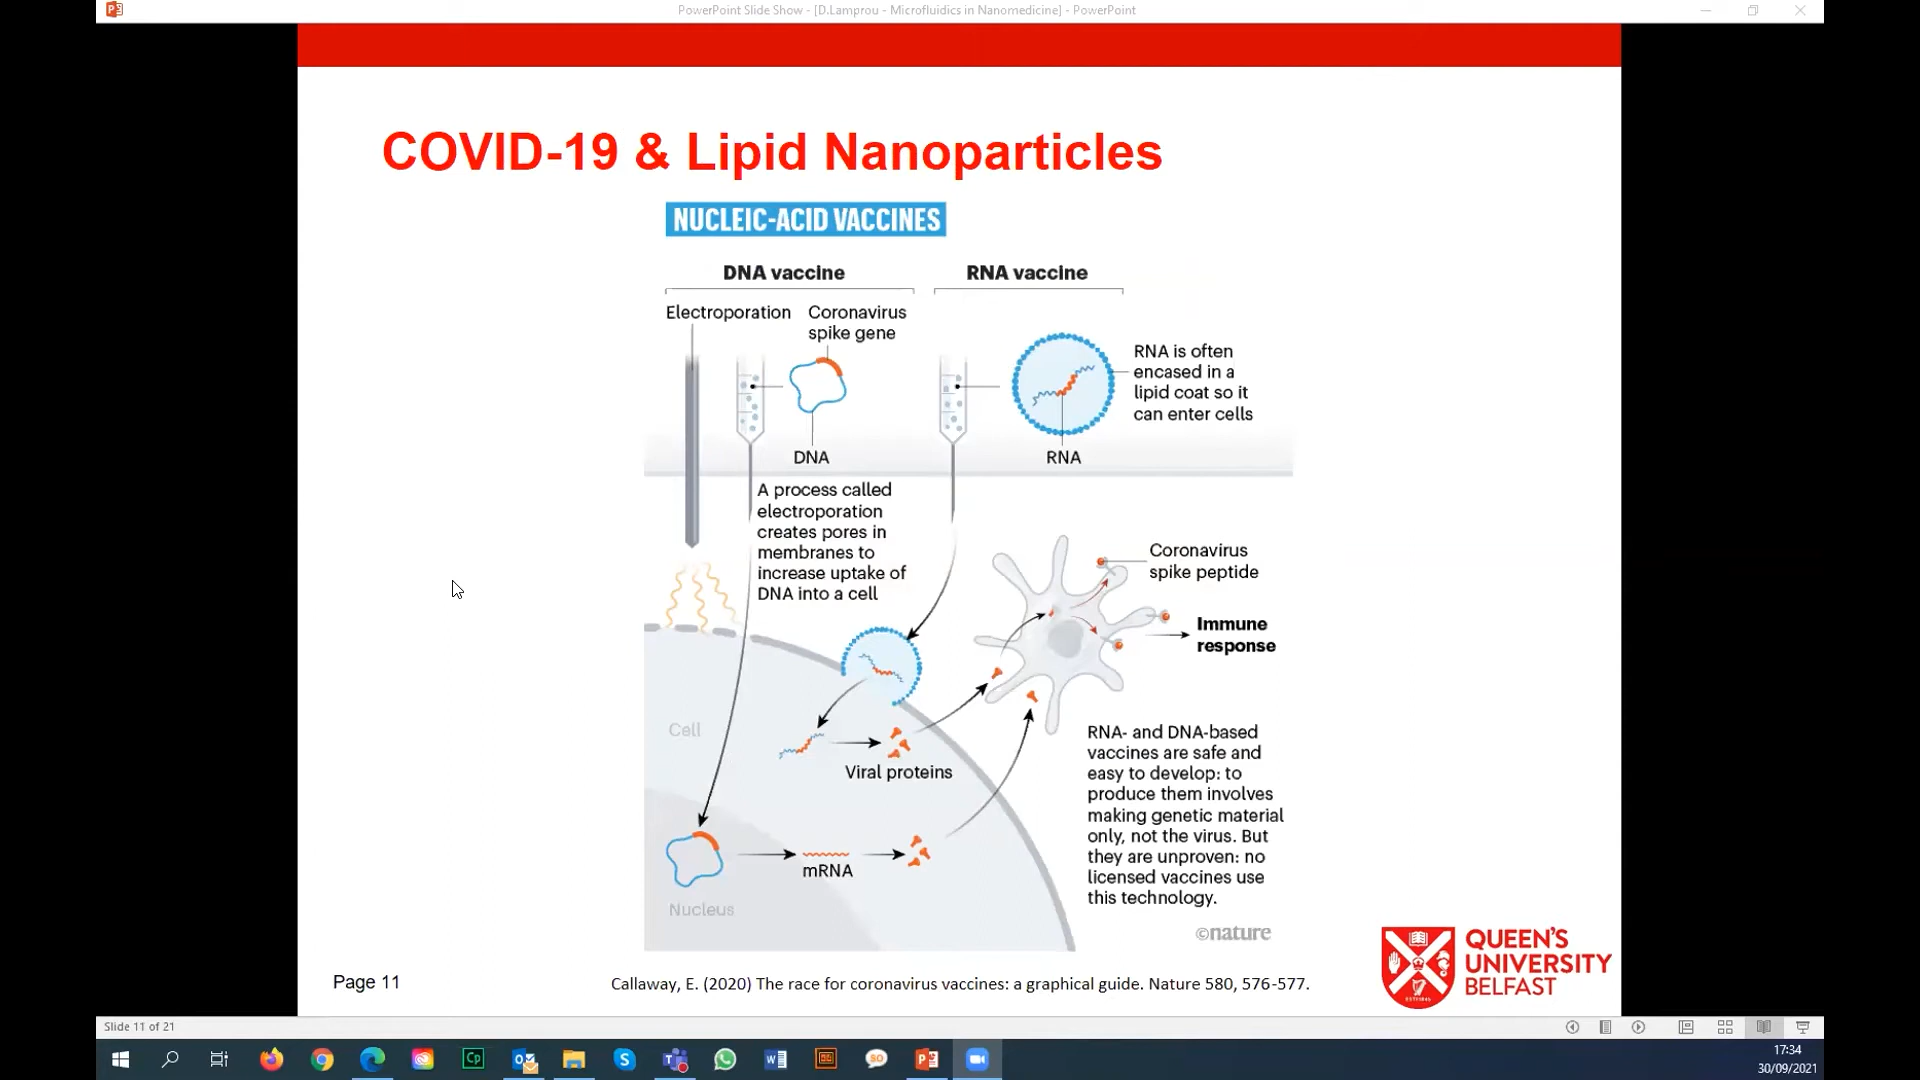 PowerPoint Slide Show - [D.Lamprou - Microfluidics in Nanomedicine] - PowerPoint
COVID-19 & Lipid Nanoparticles
NUCLEIC-ACID VACCINES
DNA vaccine
RNA vaccine
Electroporation
Coronavirus
spike gene
RNA is often
encased in a
lipid coat so it
can enter cells
DNA
RNA
A process called
electroporation
creates pores in
membranes to
increase uptake of
DNA into a cell
Coronavirus
spike peptide
Immune
response
Cell
Viral proteins
mRNA
Nucleus
RNA- and DNA-based
vaccines are safe and
easy to develop: to
produce them involves
making genetic material
only, not the virus. But
they are unproven: no
licensed vaccines use
this technology.
©nature
QUEEN'S
UNIVERSITY
BELFAST
Page 11
Callaway, E. (2020) The race for coronavirus vaccines: a graphical guide. Nature 580, 576-577.
Slide 11 of 21
Cp
17:34
30/09/2021